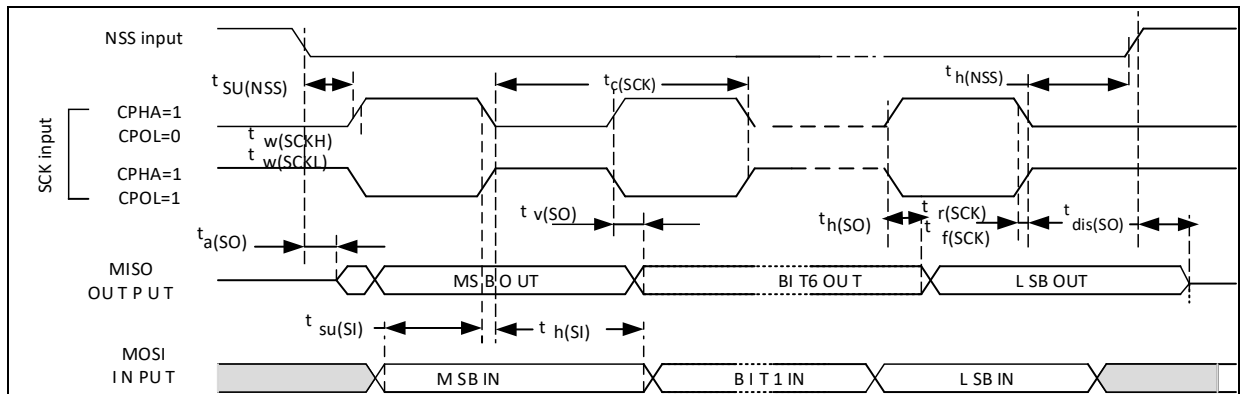 NSS input
t SU(NSS)
t c(SCK)
t h(NSS)
SCK input
CPHA=1
CPOL=0
t w(SCKH)
t w(SCKL)
CPHA=1
CPOL=1
t a(SO)
t v(SO)
t h(SO)
t r(SCK)
t f(SCK)
t dis(SO)
MISO
OUTPUT
MSB OUT
BIT6 OUT
LSB OUT
t su(SI)
t h(SI)
MOSI
INPUT
MSB IN
BIT1 IN
LSB IN